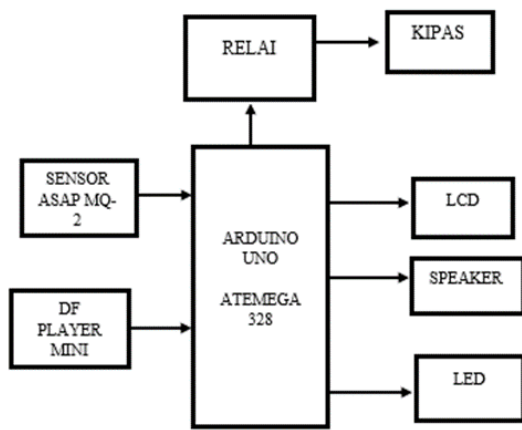 RELAI
KIPAS
SENSOR
ASAP MQ-
2
ARDUINO
UNO
ATEMEGA
328
LCD
SPEAKER
DF
PLAYER
MINI
LED